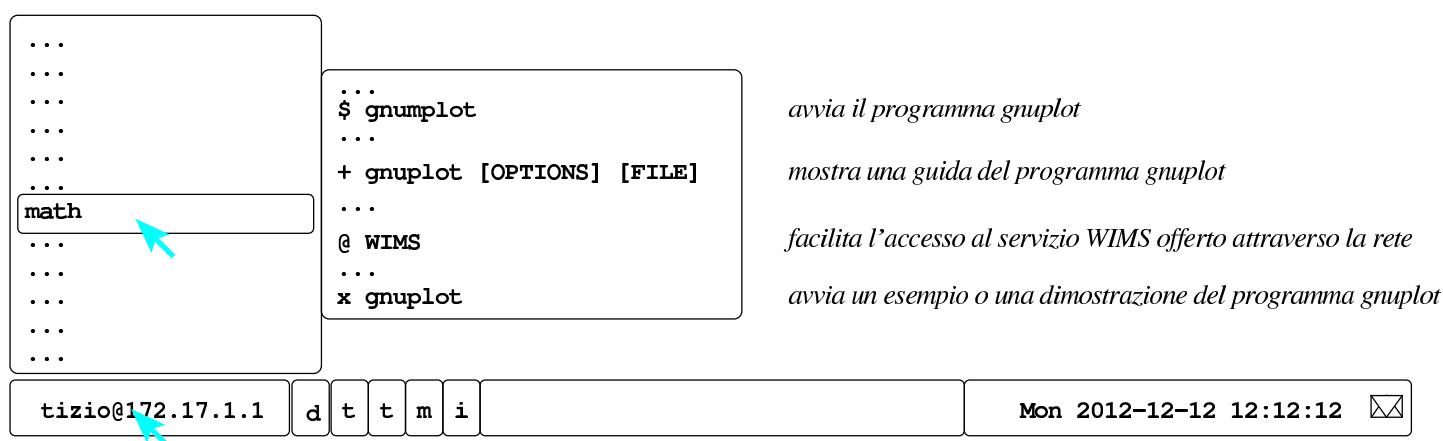 ...
...
...
...
...
...
math
...
...
...
...
...
...
$ gnumplot avvia il programma gnuplot
...
+ gnuplot [OPTIONS] [FILE] mostra una guida del programma gnuplot
...
@ WIMS facilita l'accesso al servizio WIMS offerto attraverso la rete
...
x gnuplot avvia un esempio o una dimostrazione del programma gnuplot
tizio@172.17.1.1 d t t m i Mon 2012-12-12 12:12:12